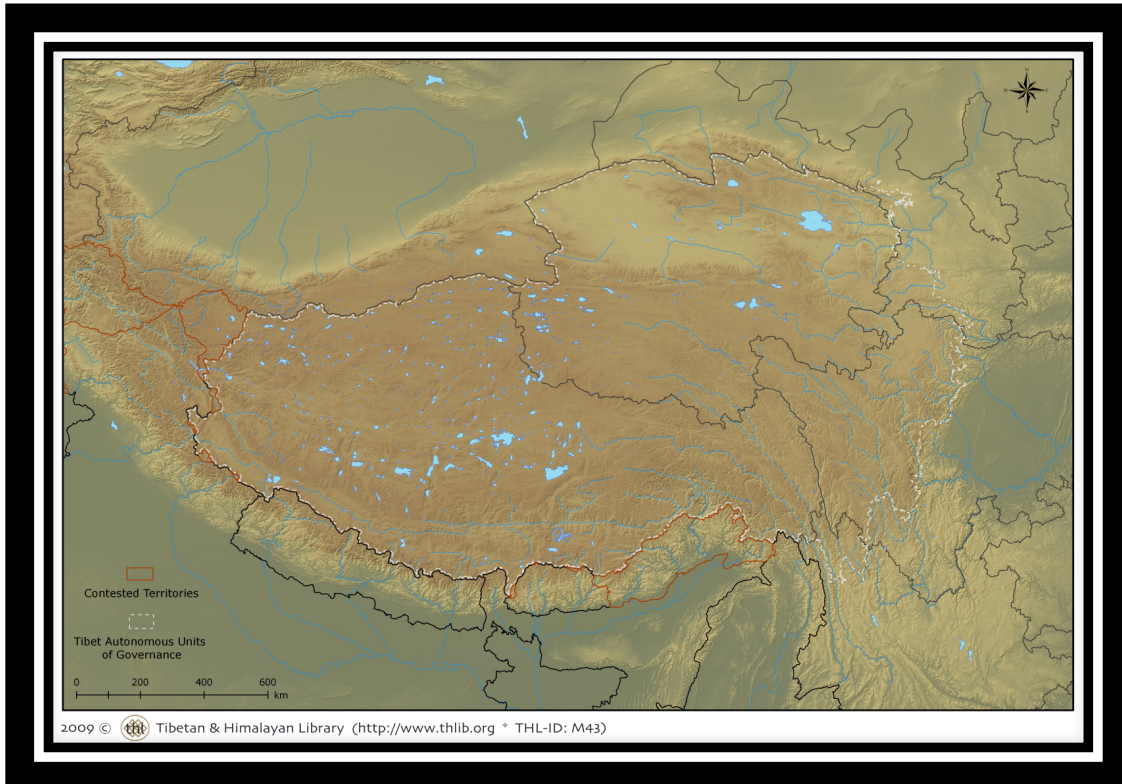 Contested Territories
Tibet Autonomous Units
of Governance
0 200 400 600
km
2009 © thl Tibetan & Himalayan Library (http://www.thlib.org * THL-ID: M43)